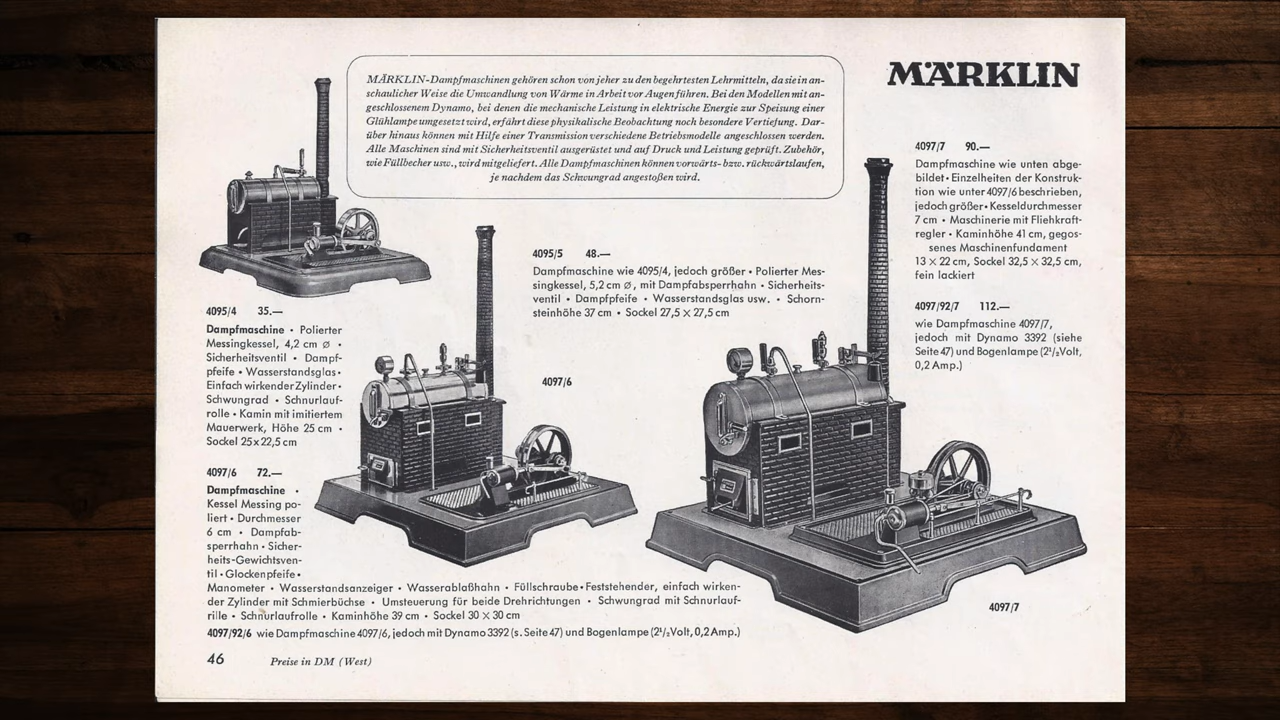 MÄRKLIN-Dampfmaschinen gehören schon von jeher zu den begehrtesten Lehrmitteln, da sie in an-
schaulicher Weise die Umwandlung von Wärme in Arbeit vor Augen führen. Bei den Modellen mit an-
geschlossenem Dynamo, bei denen die mechanische Leistung in elektrische Energie zur Speisung einer
Glühlampe umgesetzt wird, erfährt diese physikalische Beobachtung noch besondere Vertiefung. Dar-
über hinaus können mit Hilfe einer Transmission verschiedene Betriebsmodelle angeschlossen werden.
Alle Maschinen sind mit Sicherheitsventil ausgerüstet und auf Druck und Leistung geprüft. Zubehör,
wie Füllbecher usw., wird mitgeliefert. Alle Dampfmaschinen können vorwärts- bzw. rückwärtslaufen,
je nachdem das Schwungrad angestoßen wird.
MÄRKLIN
4095/4 35.—
Dampfmaschine • Polierter
Messingkessel, 4,2 cm ⌀ •
Sicherheitsventil • Dampf-
pfeife • Wasserstandsglas •
Einfach wirkender Zylinder •
Schwungrad • Schnurlauf-
rolle • Kamin mit imitiertem
Mauerwerk, Höhe 25 cm •
Sockel 25x22,5 cm
4095/5 48.—
Dampfmaschine wie 4095/4, jedoch größer • Polierter Mes-
singkessel, 5,2 cm ⌀, mit Dampfabsperrhahn • Sicherheits-
ventil • Dampfpfeife • Wasserstandsglas usw. • Schorn-
steinhöhe 37 cm • Sockel 27,5 × 27,5 cm
4097/6
4097/6 72.—
Dampfmaschine •
Kessel Messing po-
liert • Durchmesser
6 cm • Dampfab-
sperrhahn • Sicher-
heits-Gewichtsven-
til • Glockenpfeife •
Manometer • Wasserstandsanzeiger • Wasserablaßhahn • Füllschraube • Feststehender, einfach wirken-
der Zylinder mit Schmierbüchse • Umsteuerung für beide Drehrichtungen • Schwungrad mit Schnurlauf-
rille • Schnurlaufrolle • Kaminhöhe 39 cm • Sockel 30 × 30 cm
4097/92/6 wie Dampfmaschine 4097/6, jedoch mit Dynamo 3392 (s. Seite 47) und Bogenlampe (2½ Volt, 0,2 Amp.)
4097/7 90.—
Dampfmaschine wie unten abge-
bildet • Einzelheiten der Konstruk-
tion wie unter 4097/6 beschrieben,
jedoch größer • Kesseldurchmesser
7 cm • Maschinerie mit Fliehkraft-
regler • Kaminhöhe 41 cm, gegos-
senes Maschinenfundament
13 × 22 cm, Sockel 32,5 × 32,5 cm,
fein lackiert
4097/92/7 112.—
wie Dampfmaschine 4097/7,
jedoch mit Dynamo 3392 (siehe
Seite 47) und Bogenlampe (2½ Volt,
0,2 Amp.)
4097/7
46 Preise in DM (West)